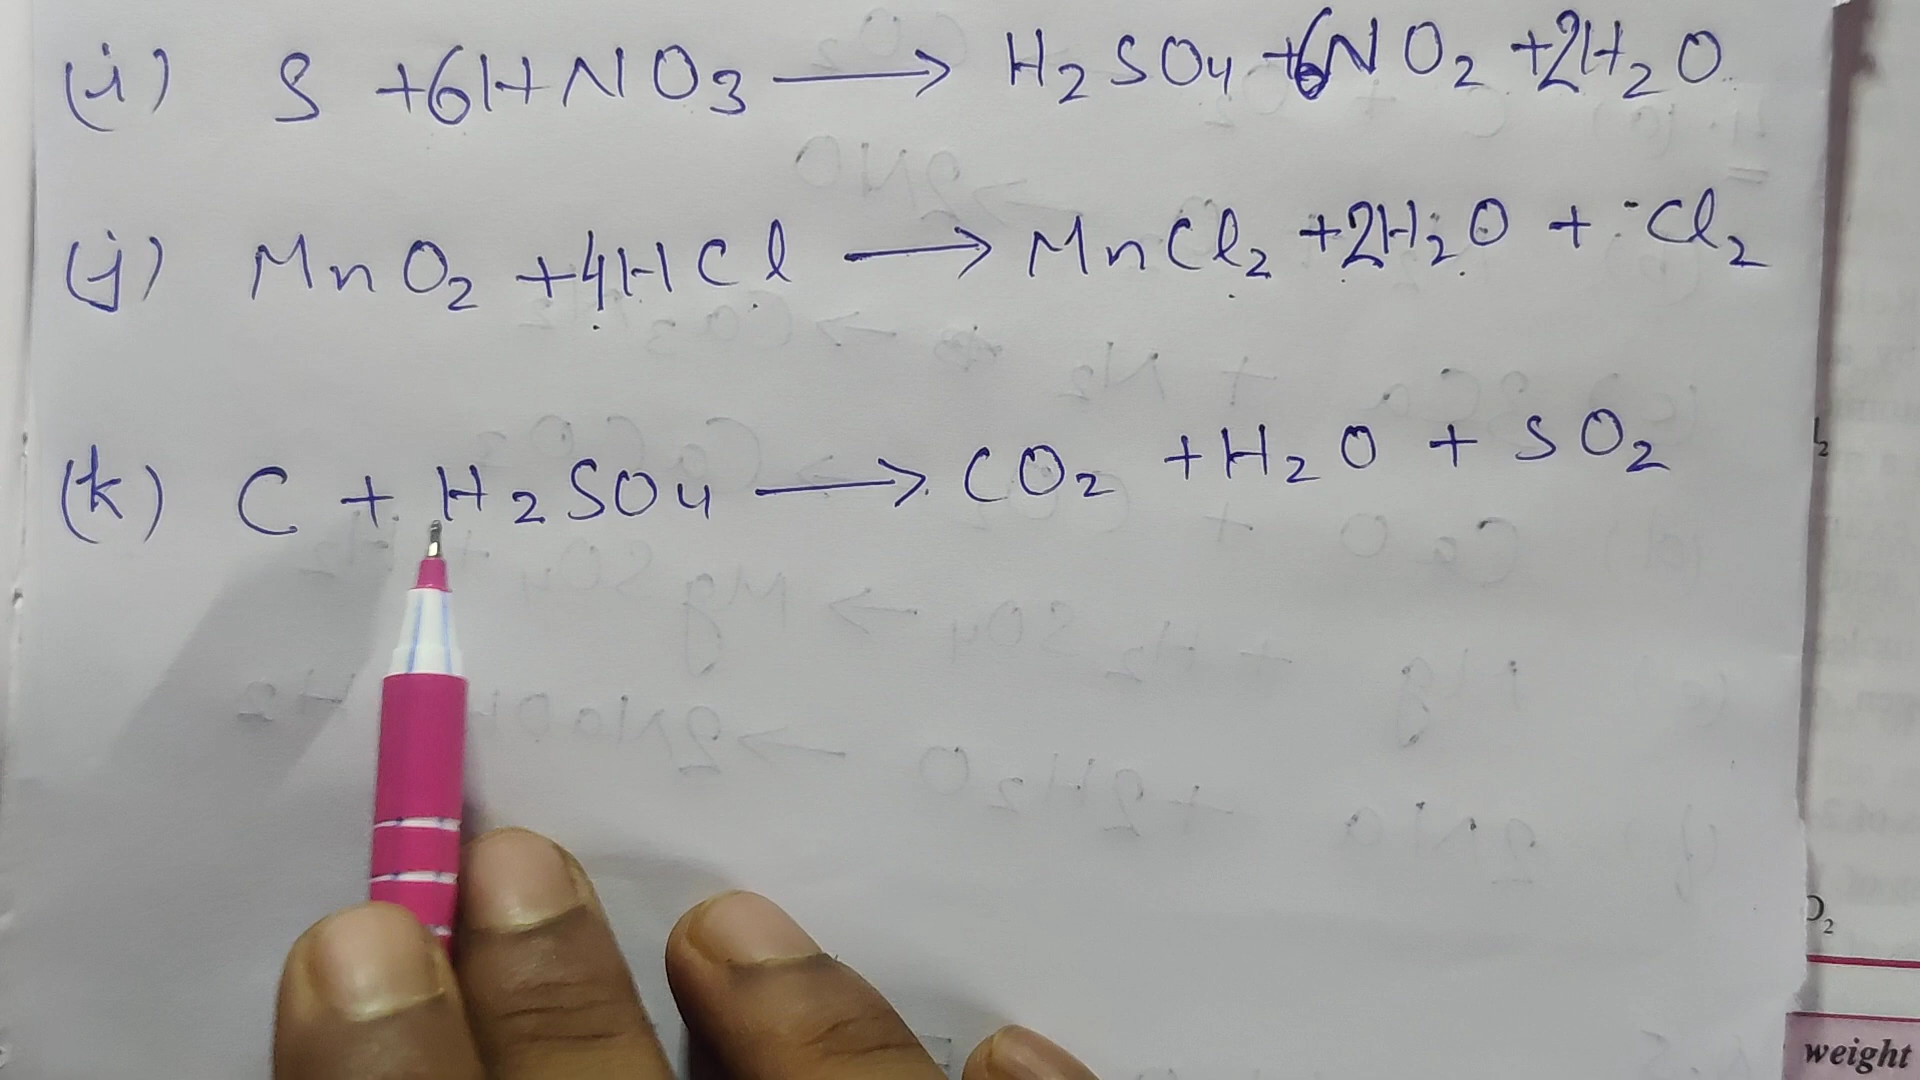 (i) S + 6HNO3 → H2SO4 + 6NO2 + 2H2O
(j) MnO2 + 4HCl → MnCl2 + 2H2O + Cl2
(k) C + H2SO4 → CO2 + H2O + SO2
weight